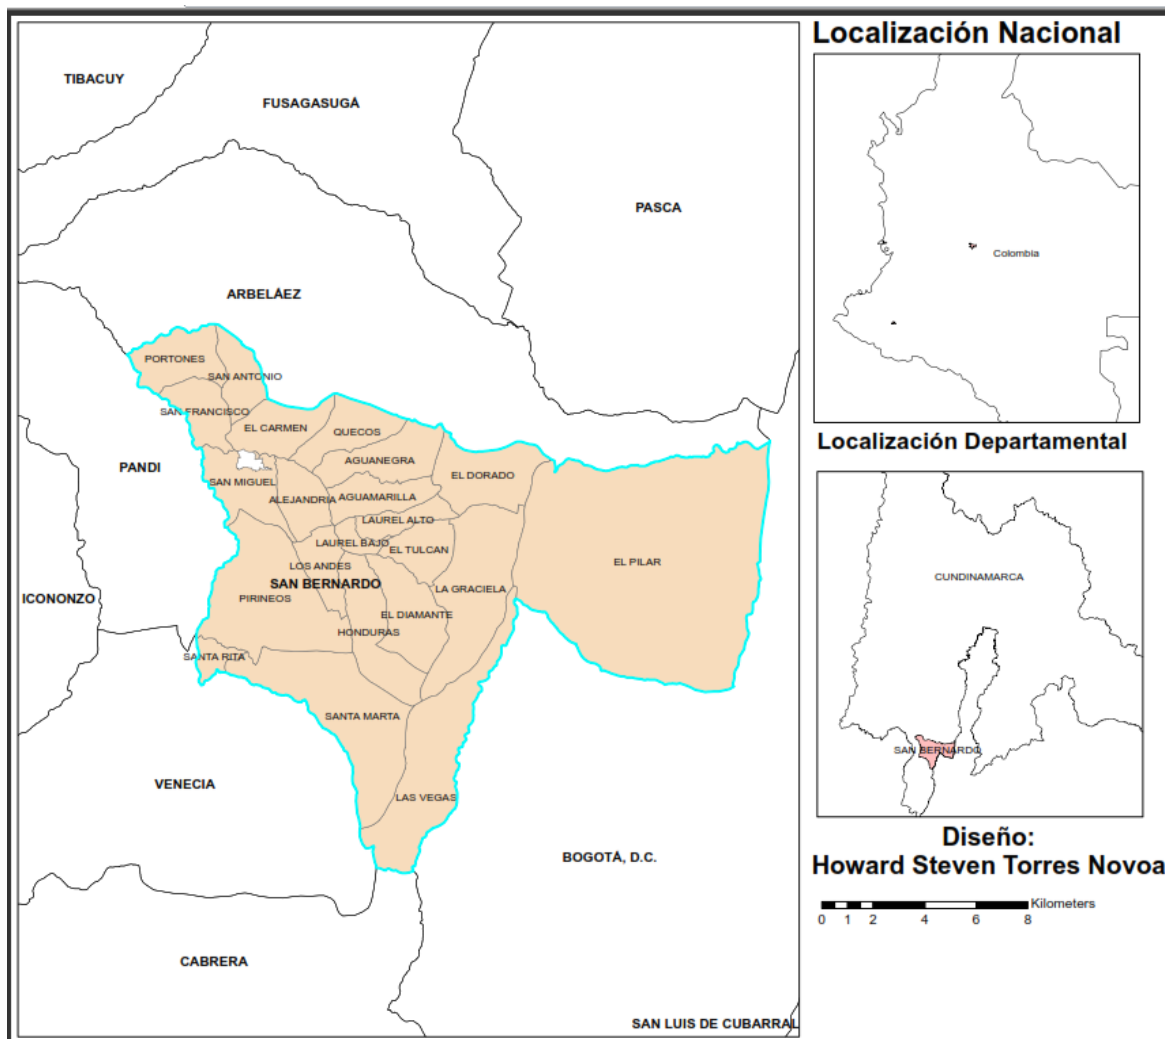 Localización Nacional
TIBACUY
FUSAGASUGÁ
PASCA
Colombia
ARBELÁEZ
PORTONES
SAN ANTONIO
SAN FRANCISCO
EL CARMEN
QUECOS
PANDI
AGUANEGRA
SAN MIGUEL
EL DORADO
ALEJANDRIA
AGUAMARILLA
LAUREL ALTO
LAUREL BAJO
EL TULCAN
LOS ANDES
EL PILAR
SAN BERNARDO
LA GRACIELA
ICONONZO
PIRINEOS
EL DIAMANTE
HONDURAS
SANTA RITA
SANTA MARTA
VENECIA
LAS VEGAS
BOGOTÁ, D.C.
CABRERA
SAN LUIS DE CUBARRAL
Localización Departamental
CUNDINAMARCA
SAN BERNARDO
Diseño:
Howard Steven Torres Novoa
Kilometers
0 1 2 4 6 8